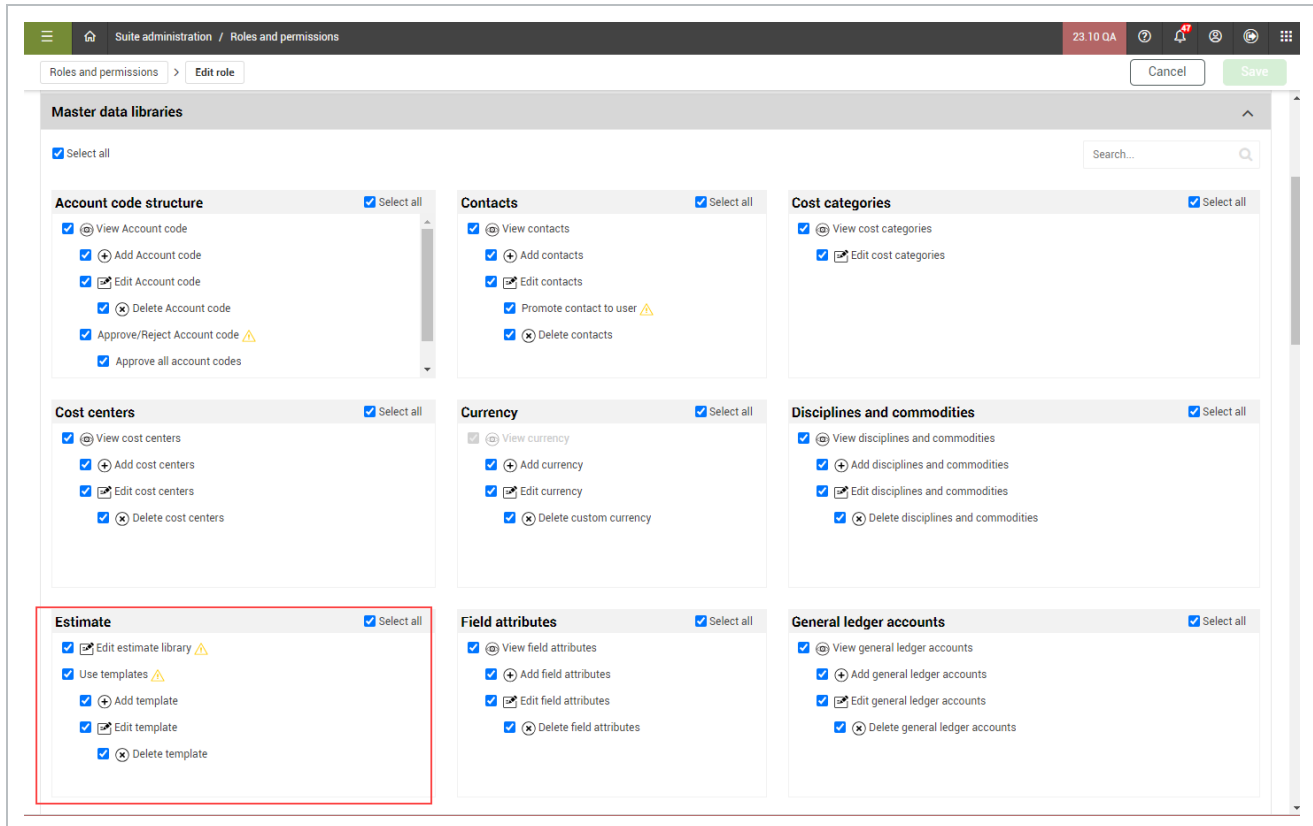 Suite administration / Roles and permissions
23.10 QA
47
Roles and permissions > Edit role
Cancel
Save
Master data libraries
Select all
Search...
Account code structure
Select all
View Account code
Add Account code
Edit Account code
Delete Account code
Approve/Reject Account code
Approve all account codes
Contacts
Select all
View contacts
Add contacts
Edit contacts
Promote contact to user
Delete contacts
Cost categories
Select all
View cost categories
Edit cost categories
Cost centers
Select all
View cost centers
Add cost centers
Edit cost centers
Delete cost centers
Currency
Select all
View currency
Add currency
Edit currency
Delete custom currency
Disciplines and commodities
Select all
View disciplines and commodities
Add disciplines and commodities
Edit disciplines and commodities
Delete disciplines and commodities
Estimate
Select all
Edit estimate library
Use templates
Add template
Edit template
Delete template
Field attributes
Select all
View field attributes
Add field attributes
Edit field attributes
Delete field attributes
General ledger accounts
Select all
View general ledger accounts
Add general ledger accounts
Edit general ledger accounts
Delete general ledger accounts